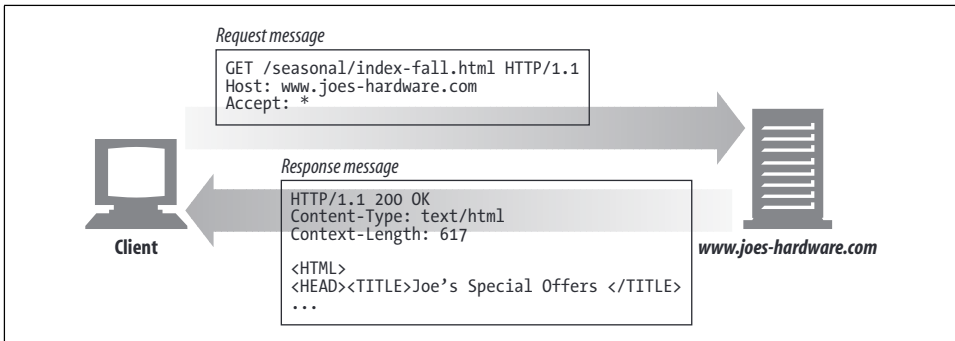 Request message
GET /seasonal/index-fall.html HTTP/1.1
Host: www.joes-hardware.com
Accept: *
Response message
HTTP/1.1 200 OK
Content-Type: text/html
Context-Length: 617
<HTML>
<HEAD><TITLE>Joe’s Special Offers </TITLE>
...
Client
www.joes-hardware.com